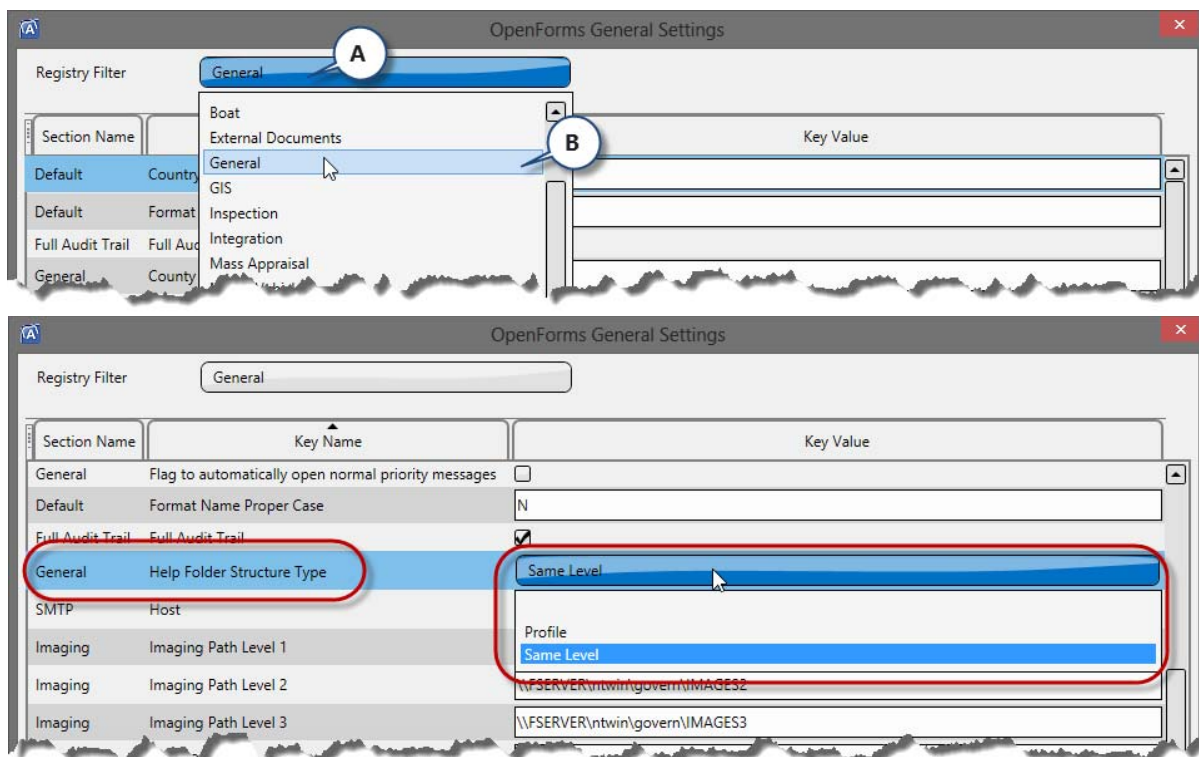 OpenForms General Settings
A
Registry Filter General
Boat
External Documents
B
Section Name Key Value
General
Default Country
GIS
Default Format Inspection
Full Audit Trail Full Aud Integration
Mass Appraisal
General County
OpenForms General Settings
Registry Filter General
Section Name Key Name Key Value
General Flag to automatically open normal priority messages
Default Format Name Proper Case N
Full Audit Trail Full Audit Trail
General Help Folder Structure Type Same Level
SMTP Host
Profile
Imaging Imaging Path Level 1 Same Level
Imaging Imaging Path Level 2 \\FSERVER\ntwin\govern\IMAGES2
Imaging Imaging Path Level 3 \\FSERVER\ntwin\govern\IMAGES3